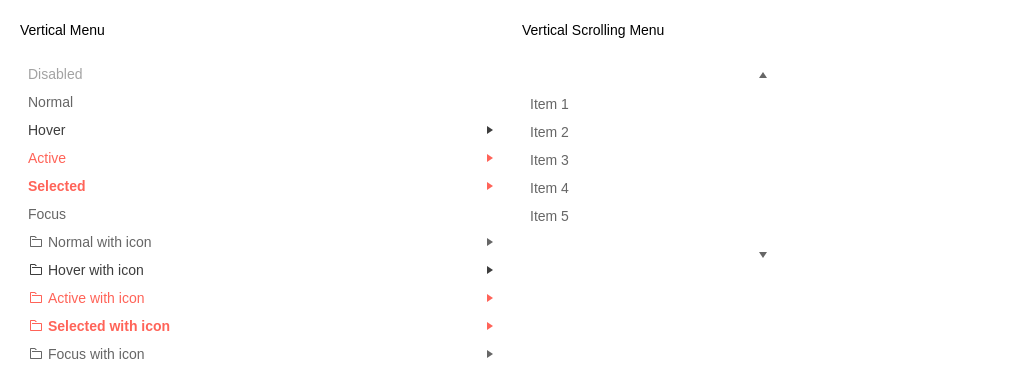 Vertical Menu
Disabled
Normal
Hover
Active
Selected
Focus
Normal with icon
Hover with icon
Active with icon
Selected with icon
Focus with icon
Vertical Scrolling Menu
Item 1
Item 2
Item 3
Item 4
Item 5